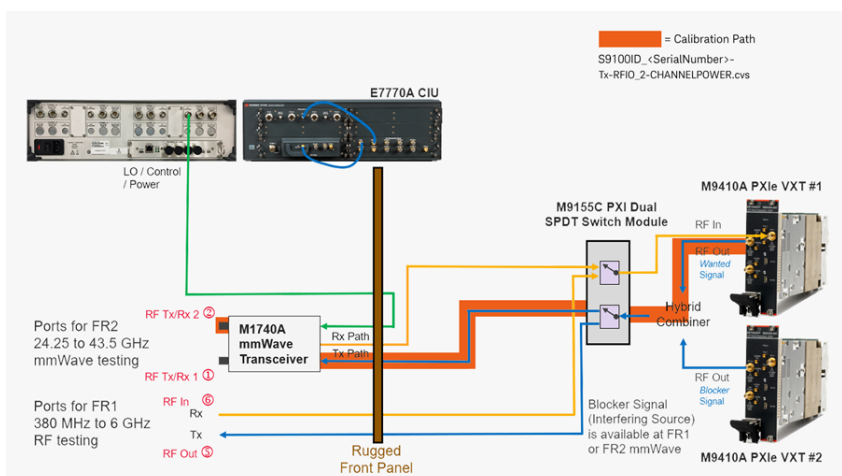 = Calibration Path
S9100ID_<SerialNumber>-
Tx-RFIO_2-CHANNELPOWER.cvs
E7770A CIU
LO / Control
/ Power
M9410A PXIe VXT #1
M9155C PXI Dual
SPDT Switch Module
RF In
RF Out
Wanted
Signal
Hybrid
Combiner
RF Tx/Rx 2 ②
Ports for FR2
24.25 to 43.5 GHz
mmWave testing
M1740A
mmWave
Transceiver
Rx Path
Tx Path
RF Tx/Rx 1 ①
Ports for FR1
380 MHz to 6 GHz
RF testing
RF In ⑥
Rx
Tx
RF Out ⑤
Rugged
Front Panel
Blocker Signal
(Interfering Source)
is available at FR1
or FR2 mmWave
RF Out
Blocker
Signal
M9410A PXIe VXT #2